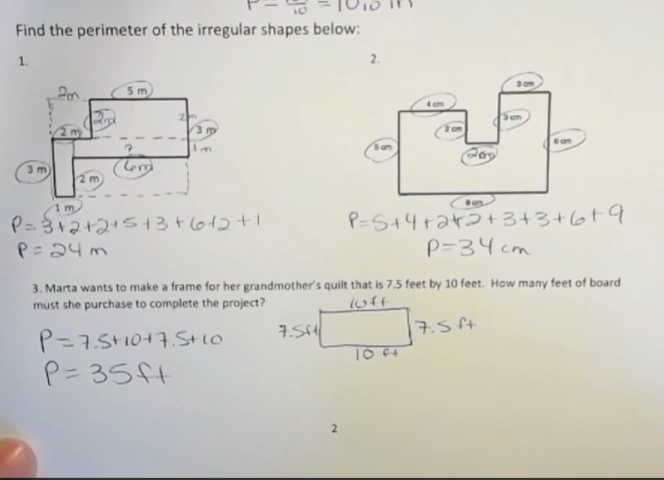 P= /10 = 10
Find the perimeter of the irregular shapes below:
1.
2.
2m
5 m
2m
2m
2 m
3 m
1m
?
6m
3 m
2 m
1 m
P=3+2+2+5+3+6+2+1
P=24 m
3 cm
4 cm
2 cm
3 cm
5 cm
2cm
6 cm
9 cm
P=5+4+2+2+3+3+6+9
P=34 cm
3. Marta wants to make a frame for her grandmother's quilt that is 7.5 feet by 10 feet. How many feet of board
must she purchase to complete the project?
10ft
7.5ft
7.5 ft
10 ft
P=7.5+10+7.5+10
P=35ft
2